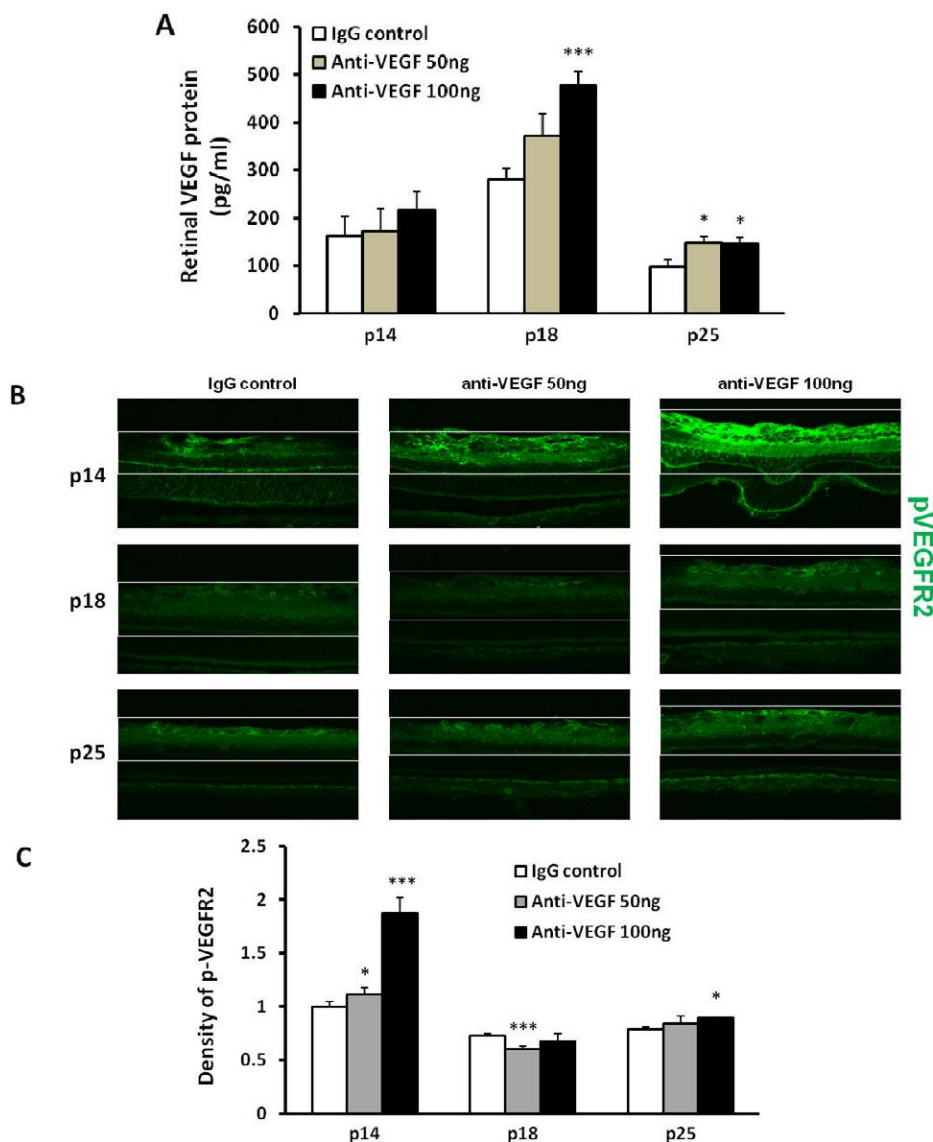 A
IgG control
Anti-VEGF 50ng
Anti-VEGF 100ng
Retinal VEGF protein
(pg/ml)
600
500
400
300
200
100
0
***
*
*
p14
p18
p25
B
IgG control
anti-VEGF 50ng
anti-VEGF 100ng
p14
p18
p25
pVEGFR2
C
Density of p-VEGFR2
2.5
2
1.5
1
0.5
0
IgG control
Anti-VEGF 50ng
Anti-VEGF 100ng
*
***
***
*
p14
p18
p25